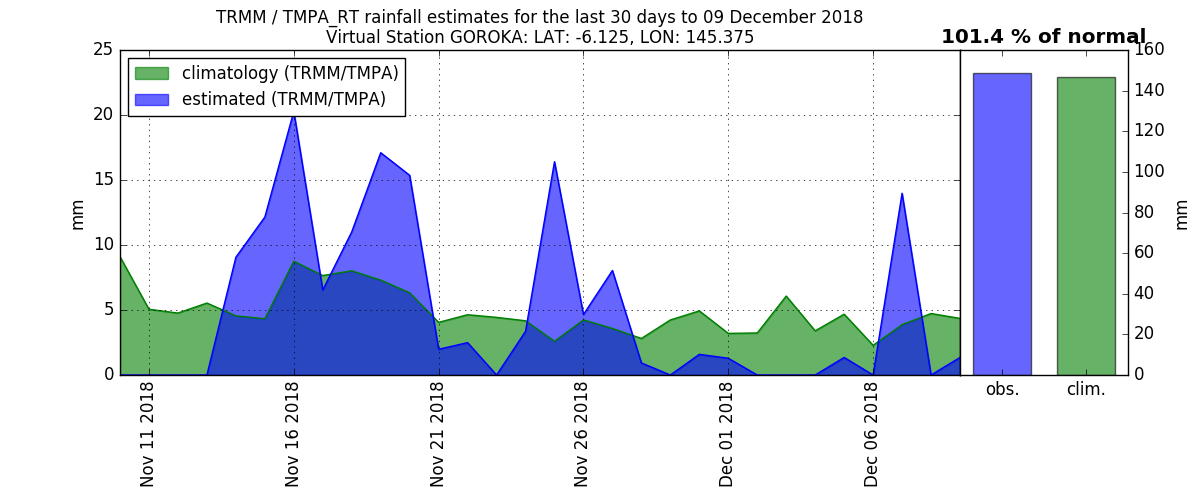 TRMM / TMPA_RT rainfall estimates for the last 30 days to 09 December 2018
Virtual Station GOROKA: LAT: -6.125, LON: 145.375
101.4 % of normal
climatology (TRMM/TMPA)
estimated (TRMM/TMPA)
25
20
15
10
5
0
mm
Nov 11 2018
Nov 16 2018
Nov 21 2018
Nov 26 2018
Dec 01 2018
Dec 06 2018
obs.
clim.
160
140
120
100
80
60
40
20
0
mm